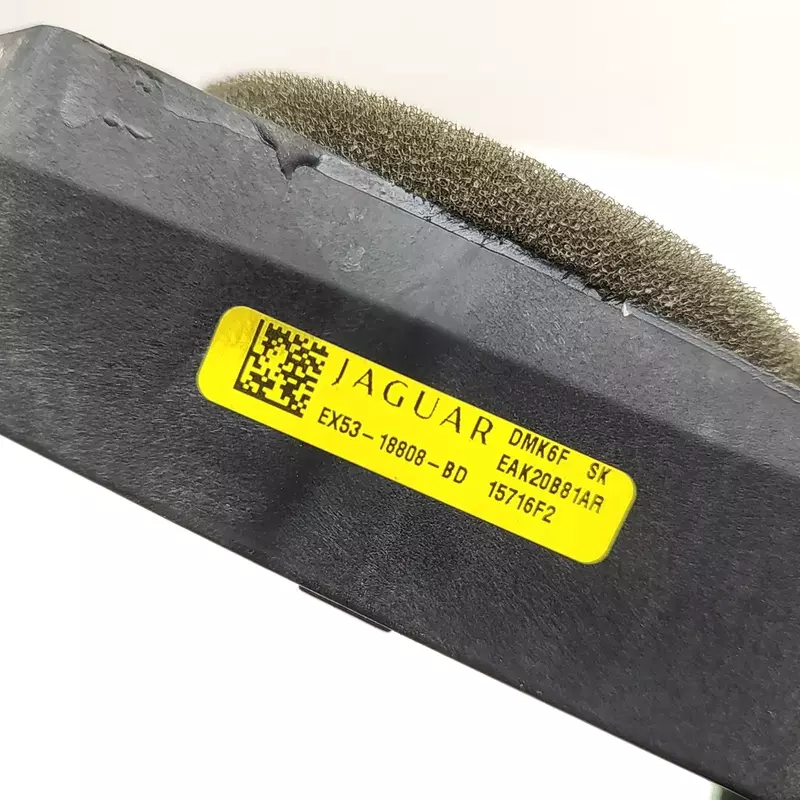 JAGUAR DMK6F SK
EX53-18808-BD EAK20B81AR
15716F2